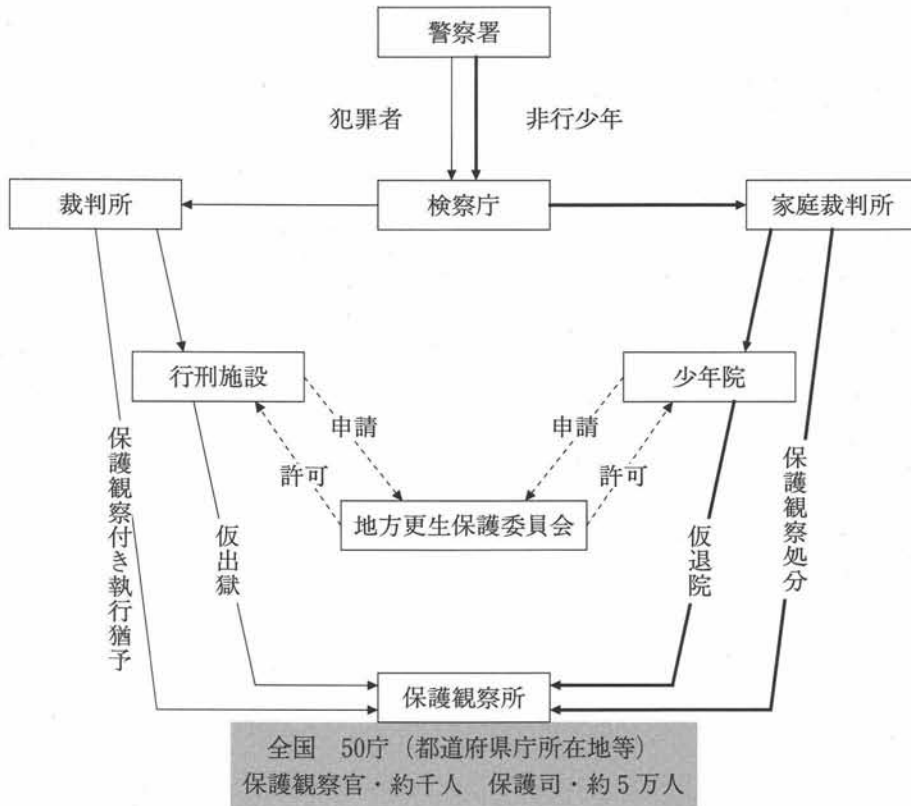 警察署
犯罪者
非行少年
裁判所
検察庁
家庭裁判所
行刑施設
少年院
申請
申請
許可
許可
地方更生保護委員会
保護観察付き執行猶予
仮出獄
仮退院
保護観察処分
保護観察所
全国　50庁（都道府県庁所在地等）
保護観察官・約千人　保護司・約5万人